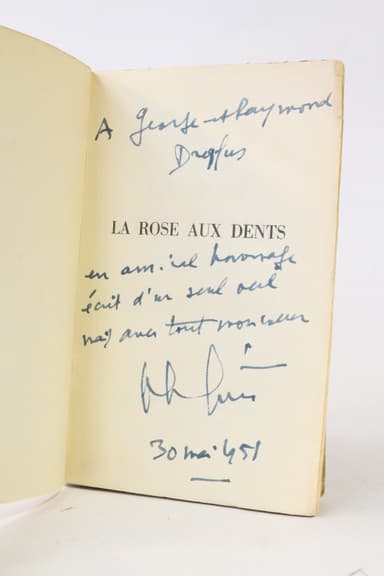 A George et Raymond
Dreyfus
LA ROSE AUX DENTS
en amical hommage
écrit d'un seul oeil
mais avec tout mon coeur
30 mai 1951